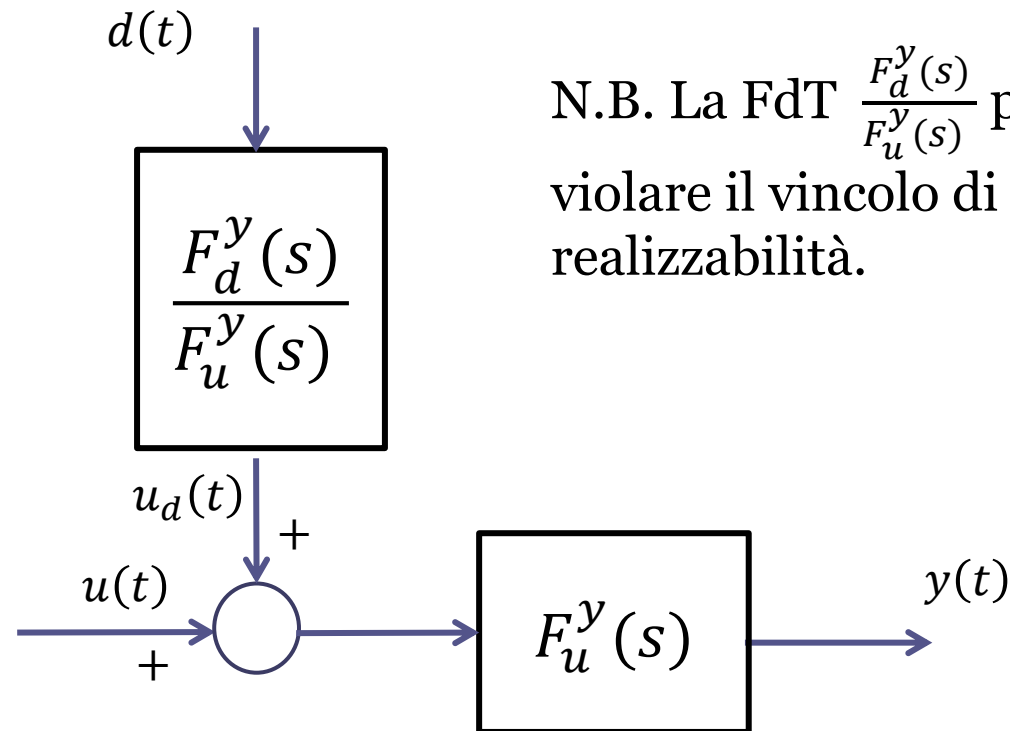 d(t)
N.B. La FdT F_d^y(s)/F_u^y(s) p
violare il vincolo di
realizzabilità.
F_d^y(s)
F_u^y(s)
u_d(t)
+
u(t)
+
F_u^y(s)
y(t)